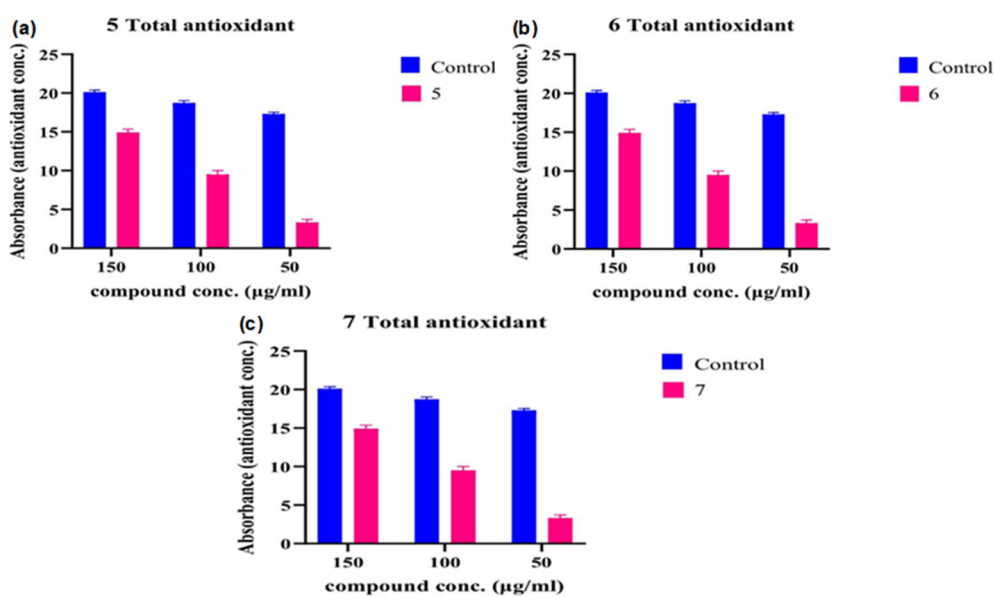 (a)
5 Total antioxidant
Absorbance (antioxidant conc.)
25
20
15
10
5
0
150 100 50
compound conc. (μg/ml)
Control
5
(b)
6 Total antioxidant
Absorbance (antioxidant conc.)
25
20
15
10
5
0
150 100 50
compound conc. (μg/ml)
Control
6
(c)
7 Total antioxidant
Absorbance (antioxidant conc.)
25
20
15
10
5
0
150 100 50
compound conc. (μg/ml)
Control
7